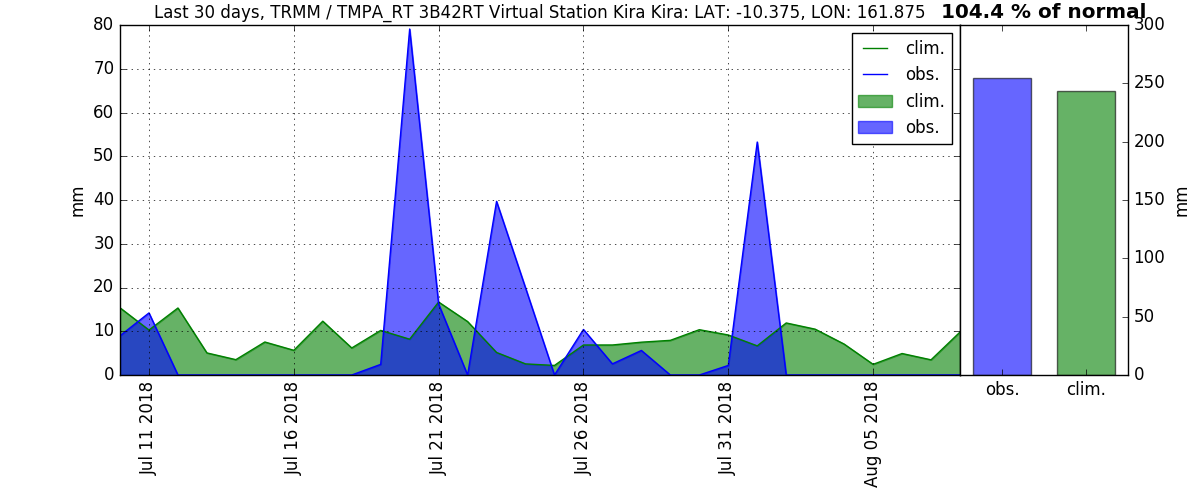 Last 30 days, TRMM / TMPA_RT 3B42RT Virtual Station Kira Kira: LAT: -10.375, LON: 161.875 104.4 % of normal
80
70
60
50
40
30
20
10
0
mm
clim.
obs.
clim.
obs.
300
250
200
150
100
50
0
mm
Jul 11 2018
Jul 16 2018
Jul 21 2018
Jul 26 2018
Jul 31 2018
Aug 05 2018
obs. clim.